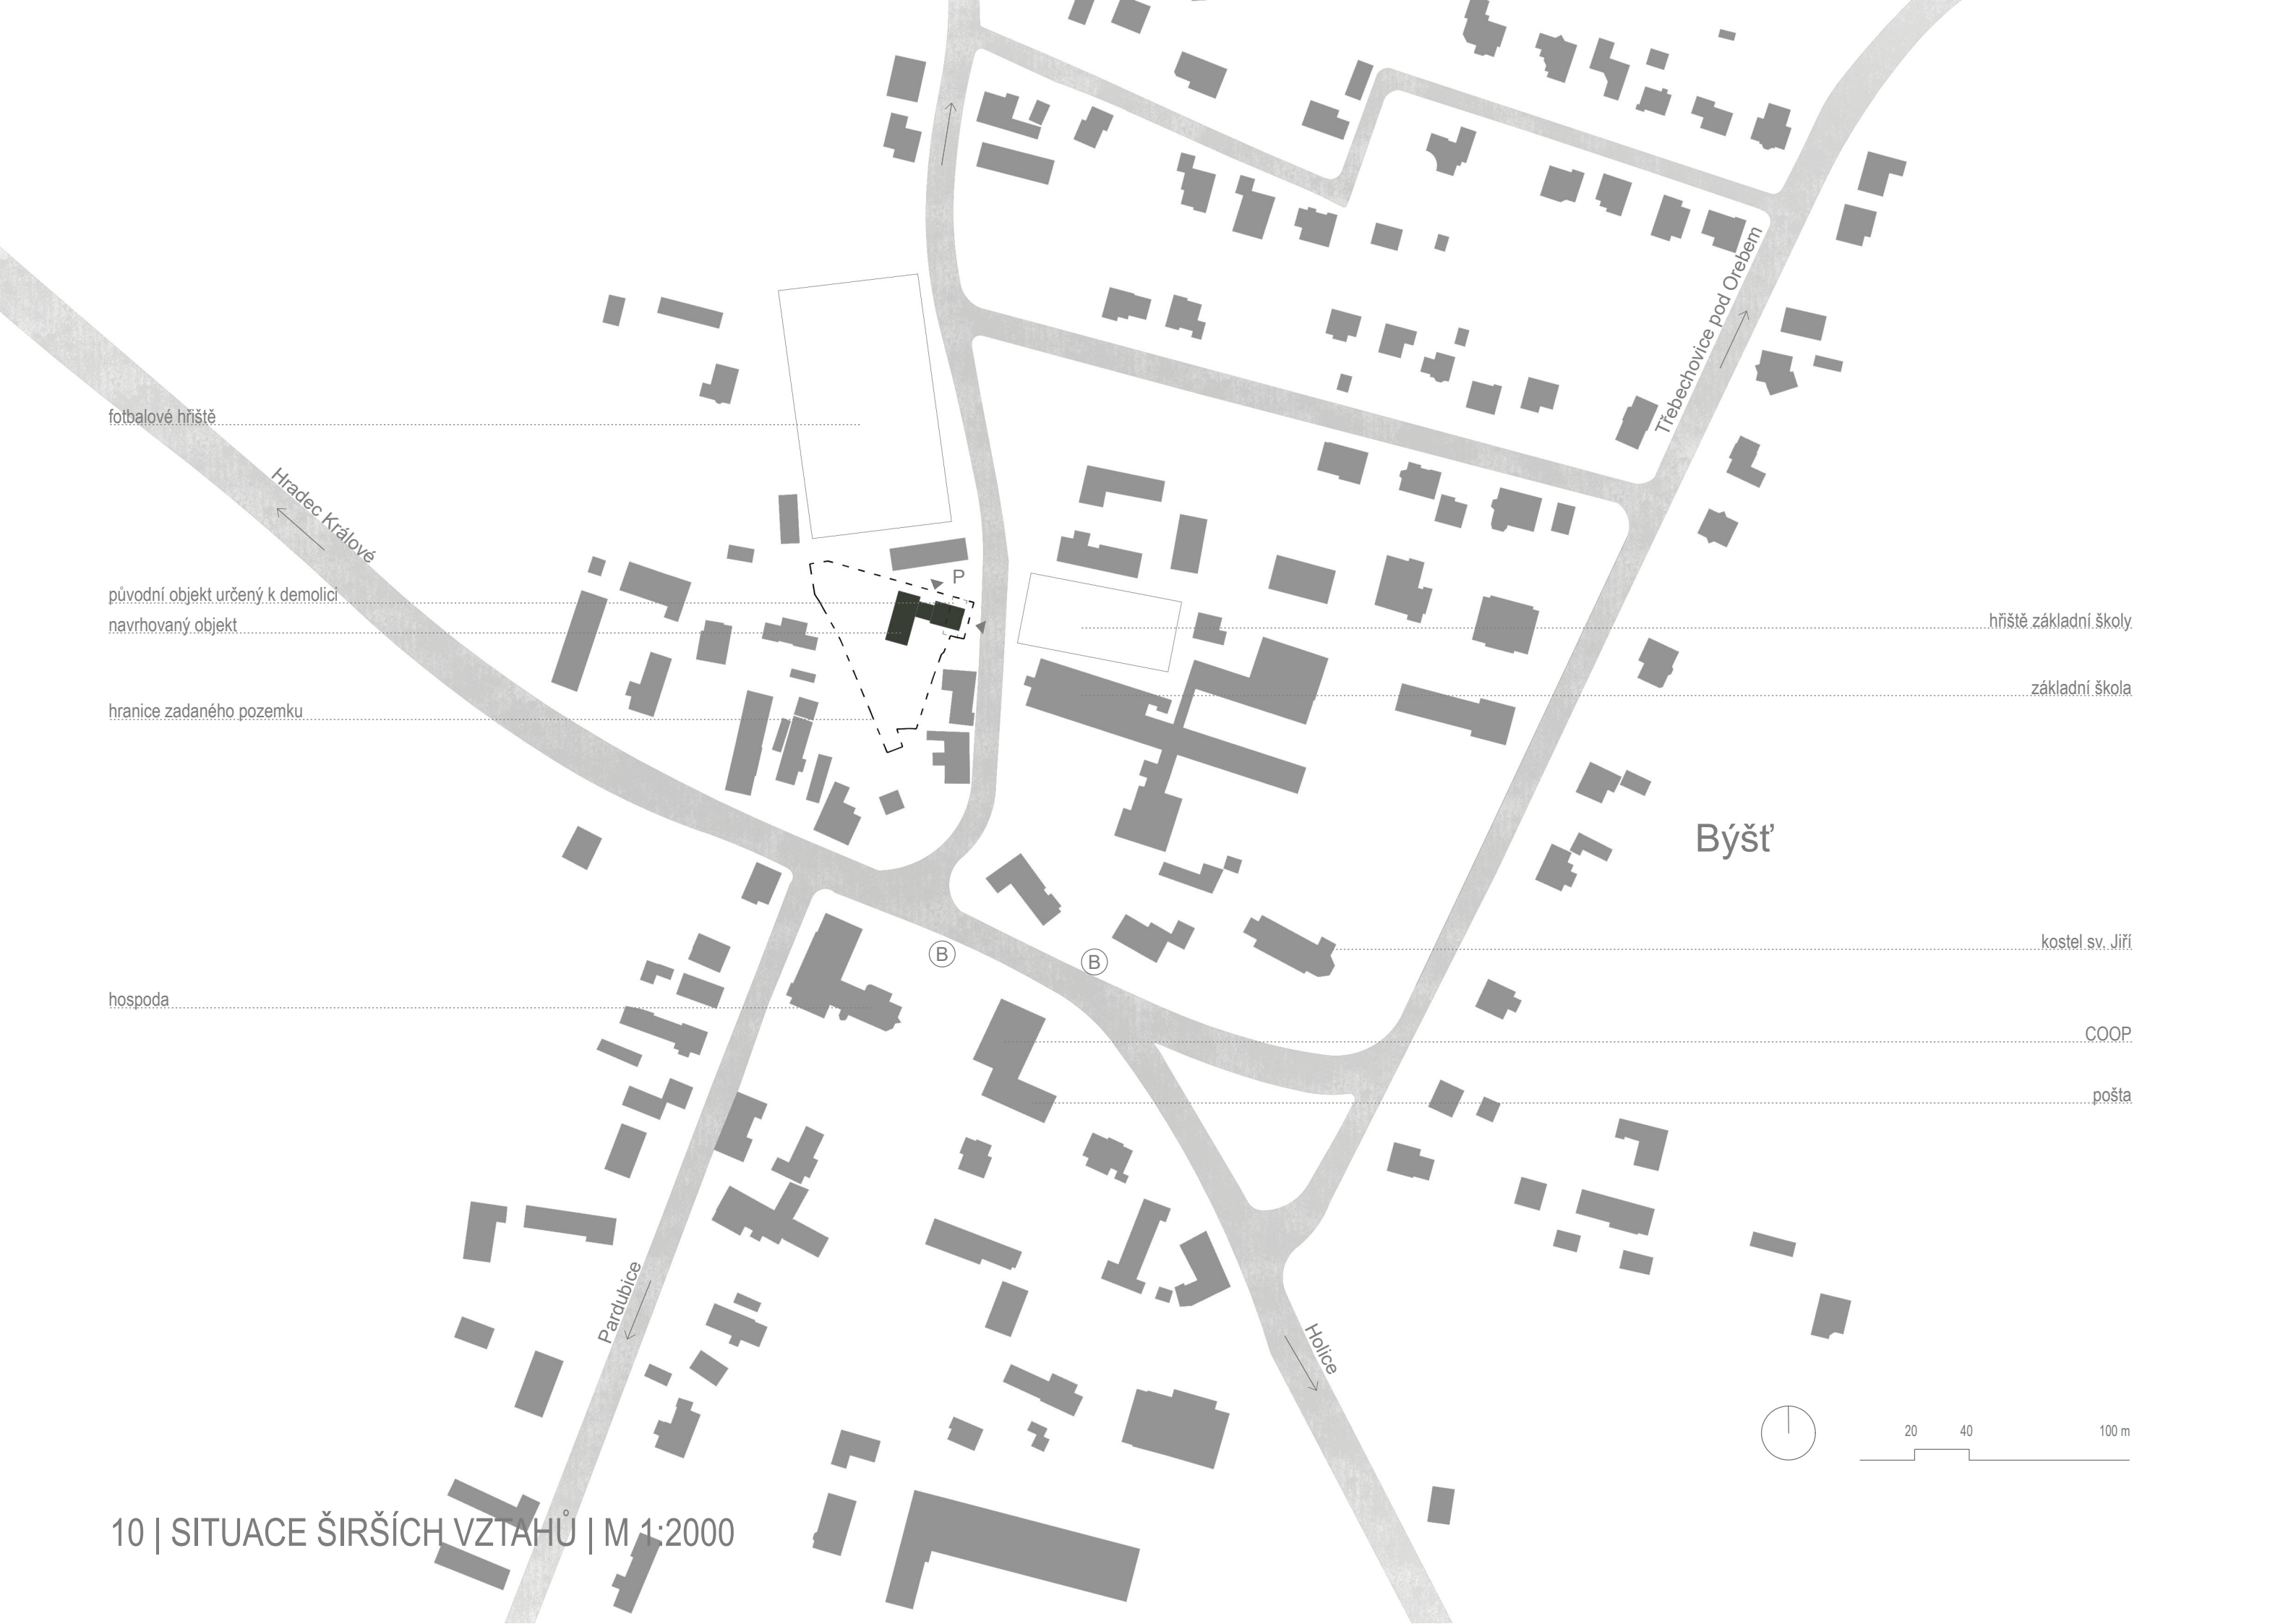 Třebechovice pod Orebem
fotbalové hřiště
Hradec Králové
P
původní objekt určený k demolici
navrhovaný objekt
hřiště základní školy
základní škola
hranice zadaného pozemku
Býšť
kostel sv. Jiří
B
B
hospoda
COOP
pošta
Pardubice
Holice
20 40 100 m
10 | SITUACE ŠIRŠÍCH VZTAHŮ | M 1:2000